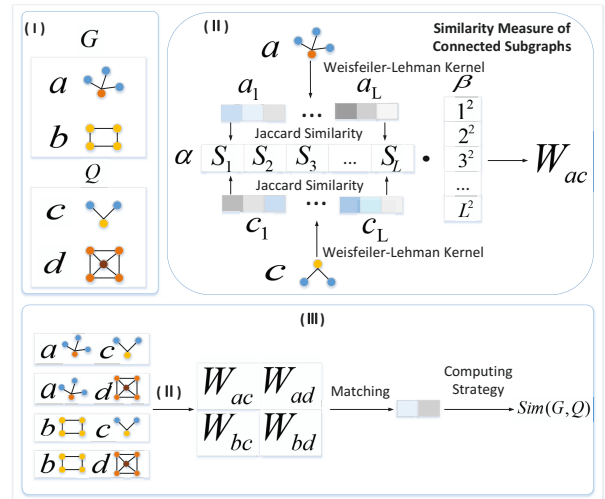 (I)
G
a
b
Q
c
d
(II)
Similarity Measure of
Connected Subgraphs
a
Weisfeiler-Lehman Kernel
a1 ... aL
Jaccard Similarity
α S1 S2 S3 ... SL •
Jaccard Similarity
c1 ... cL
Weisfeiler-Lehman Kernel
c
β
1²
2²
3²
...
L²
Wac
(III)
a c
a d
b c
b d
(II)
Wac Wad
Wbc Wbd
Matching
Computing
Strategy
Sim(G,Q)